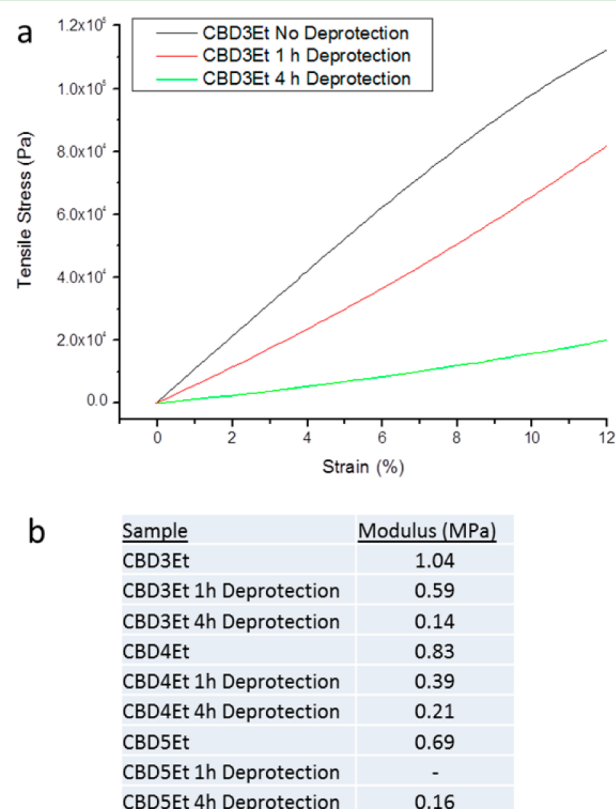 a
CBD3Et No Deprotection
CBD3Et 1 h Deprotection
CBD3Et 4 h Deprotection
Tensile Stress (Pa)
1.2x10⁵
1.0x10⁵
8.0x10⁴
6.0x10⁴
4.0x10⁴
2.0x10⁴
0.0
0 2 4 6 8 10 12
Strain (%)
b
Sample Modulus (MPa)
CBD3Et 1.04
CBD3Et 1h Deprotection 0.59
CBD3Et 4h Deprotection 0.14
CBD4Et 0.83
CBD4Et 1h Deprotection 0.39
CBD4Et 4h Deprotection 0.21
CBD5Et 0.69
CBD5Et 1h Deprotection -
CBD5Et 4h Deprotection 0.16